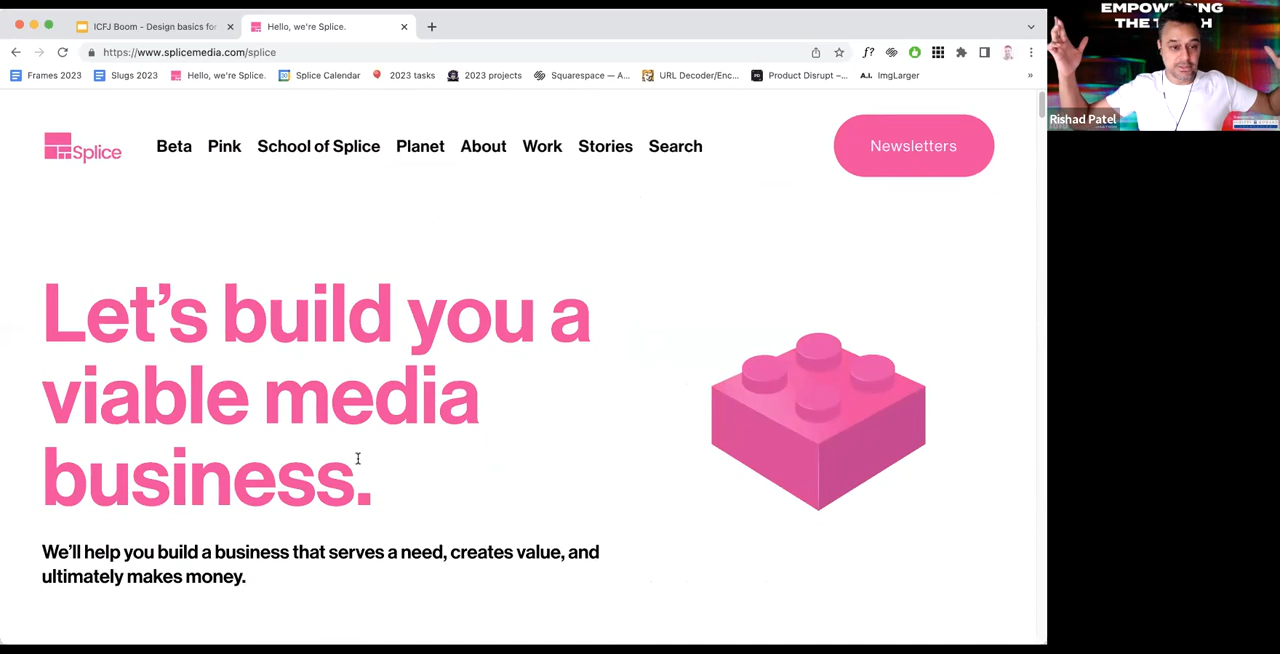 ICFJ Boom - Design basics for
Hello, we're Splice.
https://www.splicemedia.com/splice
f?
Frames 2023
Slugs 2023
Hello, we're Splice.
Splice Calendar
2023 tasks
2023 projects
Squarespace — A...
URL Decoder/Enc...
Product Disrupt –...
A.I.
ImgLarger
»
Splice
Beta
Pink
School of Splice
Planet
About
Work
Stories
Search
Newsletters
Let's build you a
viable media
business.
We'll help you build a business that serves a need, creates value, and
ultimately makes money.
THE
Rishad Patel